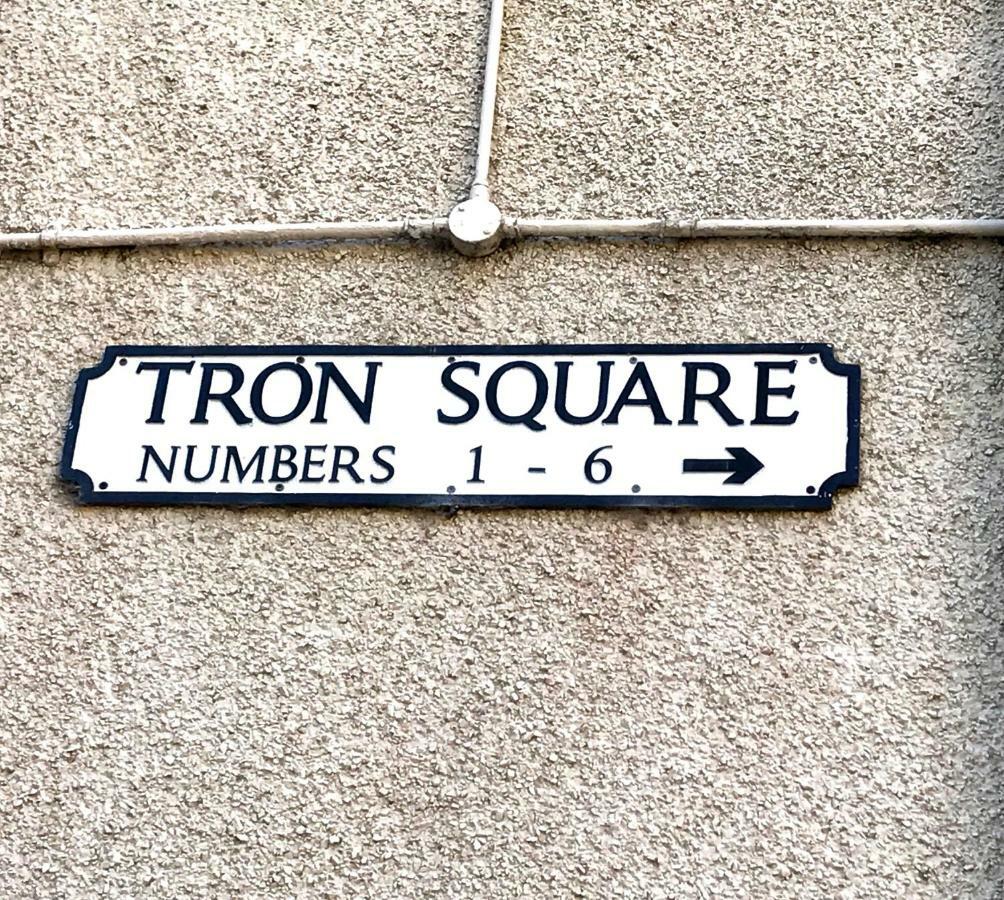 TRON SQUARE
NUMBERS 1 - 6 →